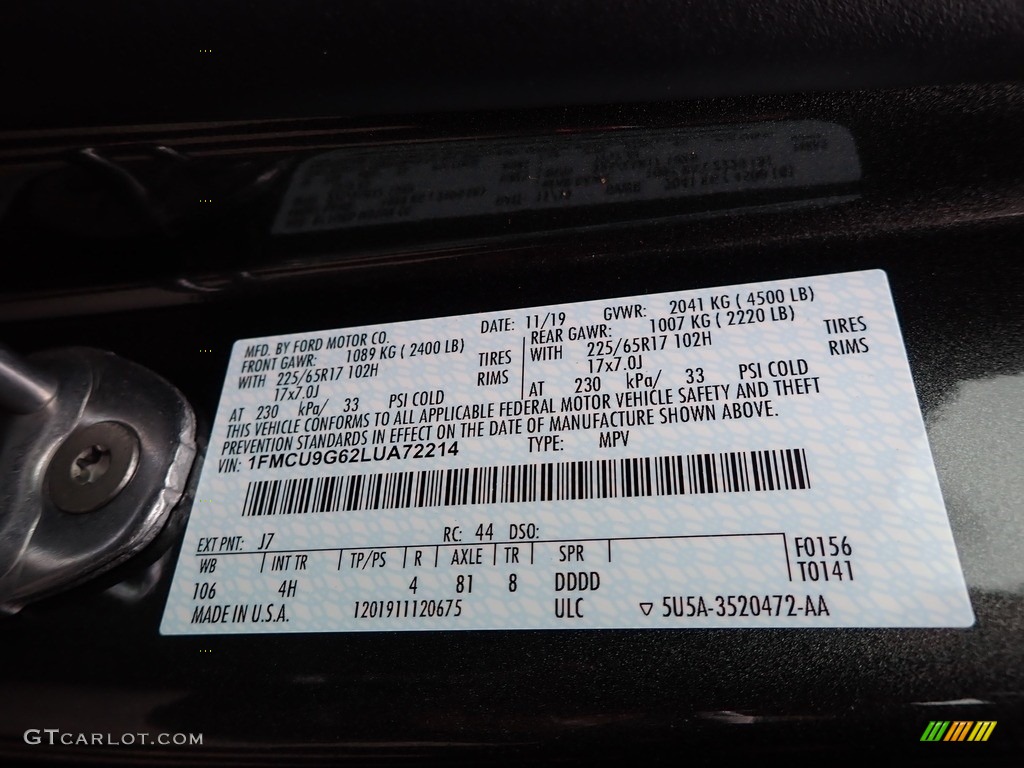 MFD. BY FORD MOTOR CO. DATE: 11/19 GVWR: 2041 KG ( 4500 LB)
FRONT GAWR: 1089 KG ( 2400 LB) REAR GAWR: 1007 KG ( 2220 LB)
WITH 225/65R17 102H TIRES WITH 225/65R17 102H TIRES
17x7.0J RIMS 17x7.0J RIMS
AT 230 kPa/ 33 PSI COLD AT 230 kPa/ 33 PSI COLD
THIS VEHICLE CONFORMS TO ALL APPLICABLE FEDERAL MOTOR VEHICLE SAFETY AND THEFT
PREVENTION STANDARDS IN EFFECT ON THE DATE OF MANUFACTURE SHOWN ABOVE.
VIN: 1FMCU9G62LUA72214 TYPE: MPV
EXT PNT: J7 RC: 44 DSO:
WB INT TR TP/PS R AXLE TR SPR F0156
T0141
106 4H 4 81 8 DDDD
MADE IN U.S.A. 1201911120675 ULC ▽ 5U5A-3520472-AA
GTCARLOT.COM